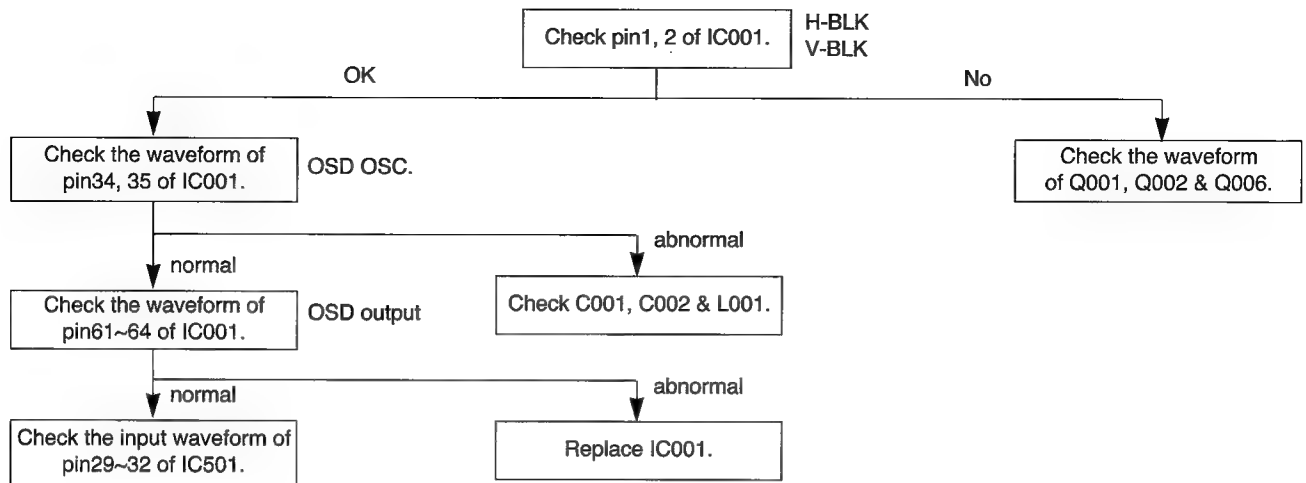 Check pin1, 2 of IC001.
H-BLK
V-BLK
OK
No
Check the waveform of
pin34, 35 of IC001.
OSD OSC.
Check the waveform
of Q001, Q002 & Q006.
normal
abnormal
Check the waveform of
pin61~64 of IC001.
OSD output
Check C001, C002 & L001.
normal
abnormal
Check the input waveform of
pin29~32 of IC501.
Replace IC001.